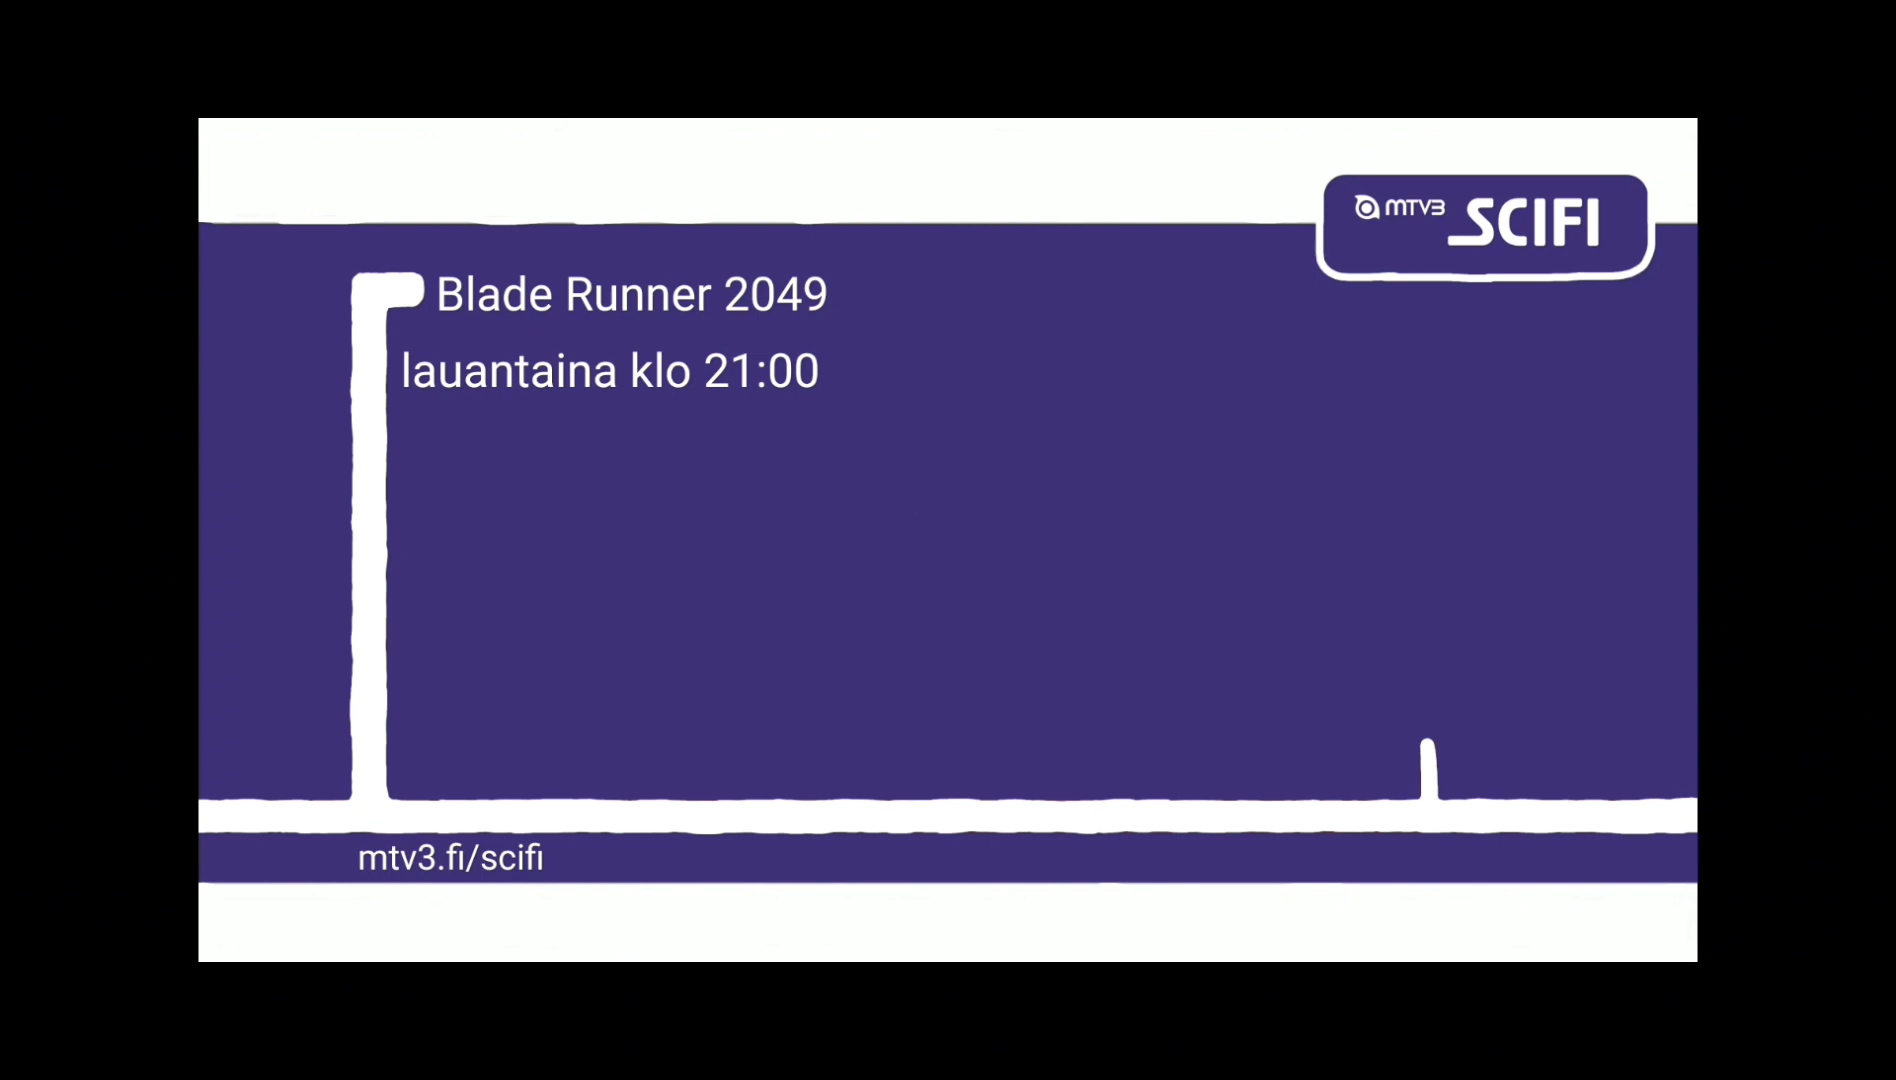 MTV3 SCIFI
Blade Runner 2049
lauantaina klo 21:00
mtv3.fi/scifi